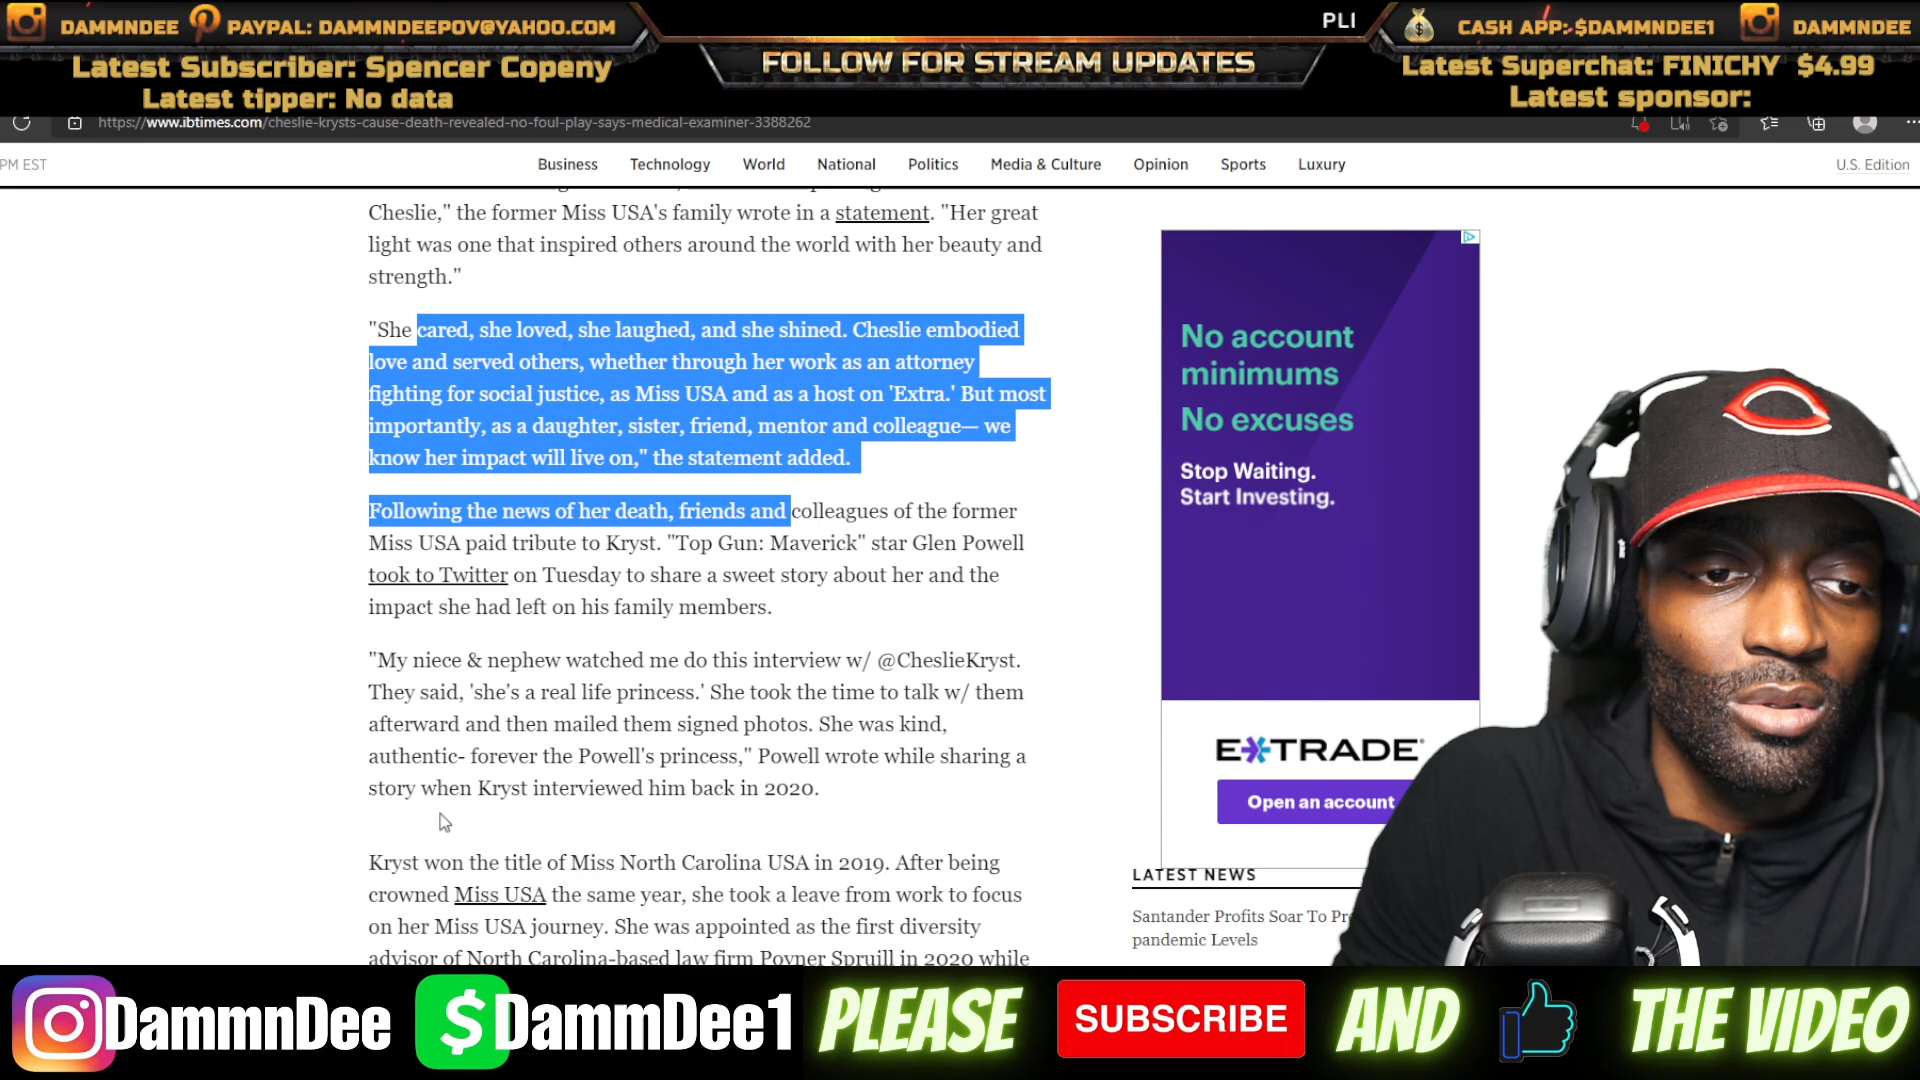 DAMMNDEE
PAYPAL: DAMMNDEEPOV@YAHOO.COM
Latest Subscriber: Spencer Copeny
Latest tipper: No data
FOLLOW FOR STREAM UPDATES
PLI
CASH APP:$DAMMNDEE1
DAMMNDEE
Latest Superchat: FINICHY $4.99
Latest sponsor:
https://www.ibtimes.com/cheslie-krysts-cause-death-revealed-no-foul-play-says-medical-examiner-3388262
PM EST
Business Technology World National Politics Media & Culture Opinion Sports Luxury
U.S. Edition
Cheslie," the former Miss USA's family wrote in a statement. "Her great
light was one that inspired others around the world with her beauty and
strength."
"She cared, she loved, she laughed, and she shined. Cheslie embodied
love and served others, whether through her work as an attorney
fighting for social justice, as Miss USA and as a host on 'Extra.' But most
importantly, as a daughter, sister, friend, mentor and colleague— we
know her impact will live on," the statement added.
Following the news of her death, friends and colleagues of the former
Miss USA paid tribute to Kryst. "Top Gun: Maverick" star Glen Powell
took to Twitter on Tuesday to share a sweet story about her and the
impact she had left on his family members.
"My niece & nephew watched me do this interview w/ @CheslieKryst.
They said, 'she's a real life princess.' She took the time to talk w/ them
afterward and then mailed them signed photos. She was kind,
authentic- forever the Powell's princess," Powell wrote while sharing a
story when Kryst interviewed him back in 2020.
Kryst won the title of Miss North Carolina USA in 2019. After being
crowned Miss USA the same year, she took a leave from work to focus
on her Miss USA journey. She was appointed as the first diversity
advisor of North Carolina-based law firm Poyner Spruill in 2020 while
No account
minimums
No excuses
Stop Waiting.
Start Investing.
E*TRADE
Open an account
LATEST NEWS
Santander Profits Soar To Pr
pandemic Levels
DammnDee
$DammDee1
PLEASE
SUBSCRIBE
AND
THE VIDEO